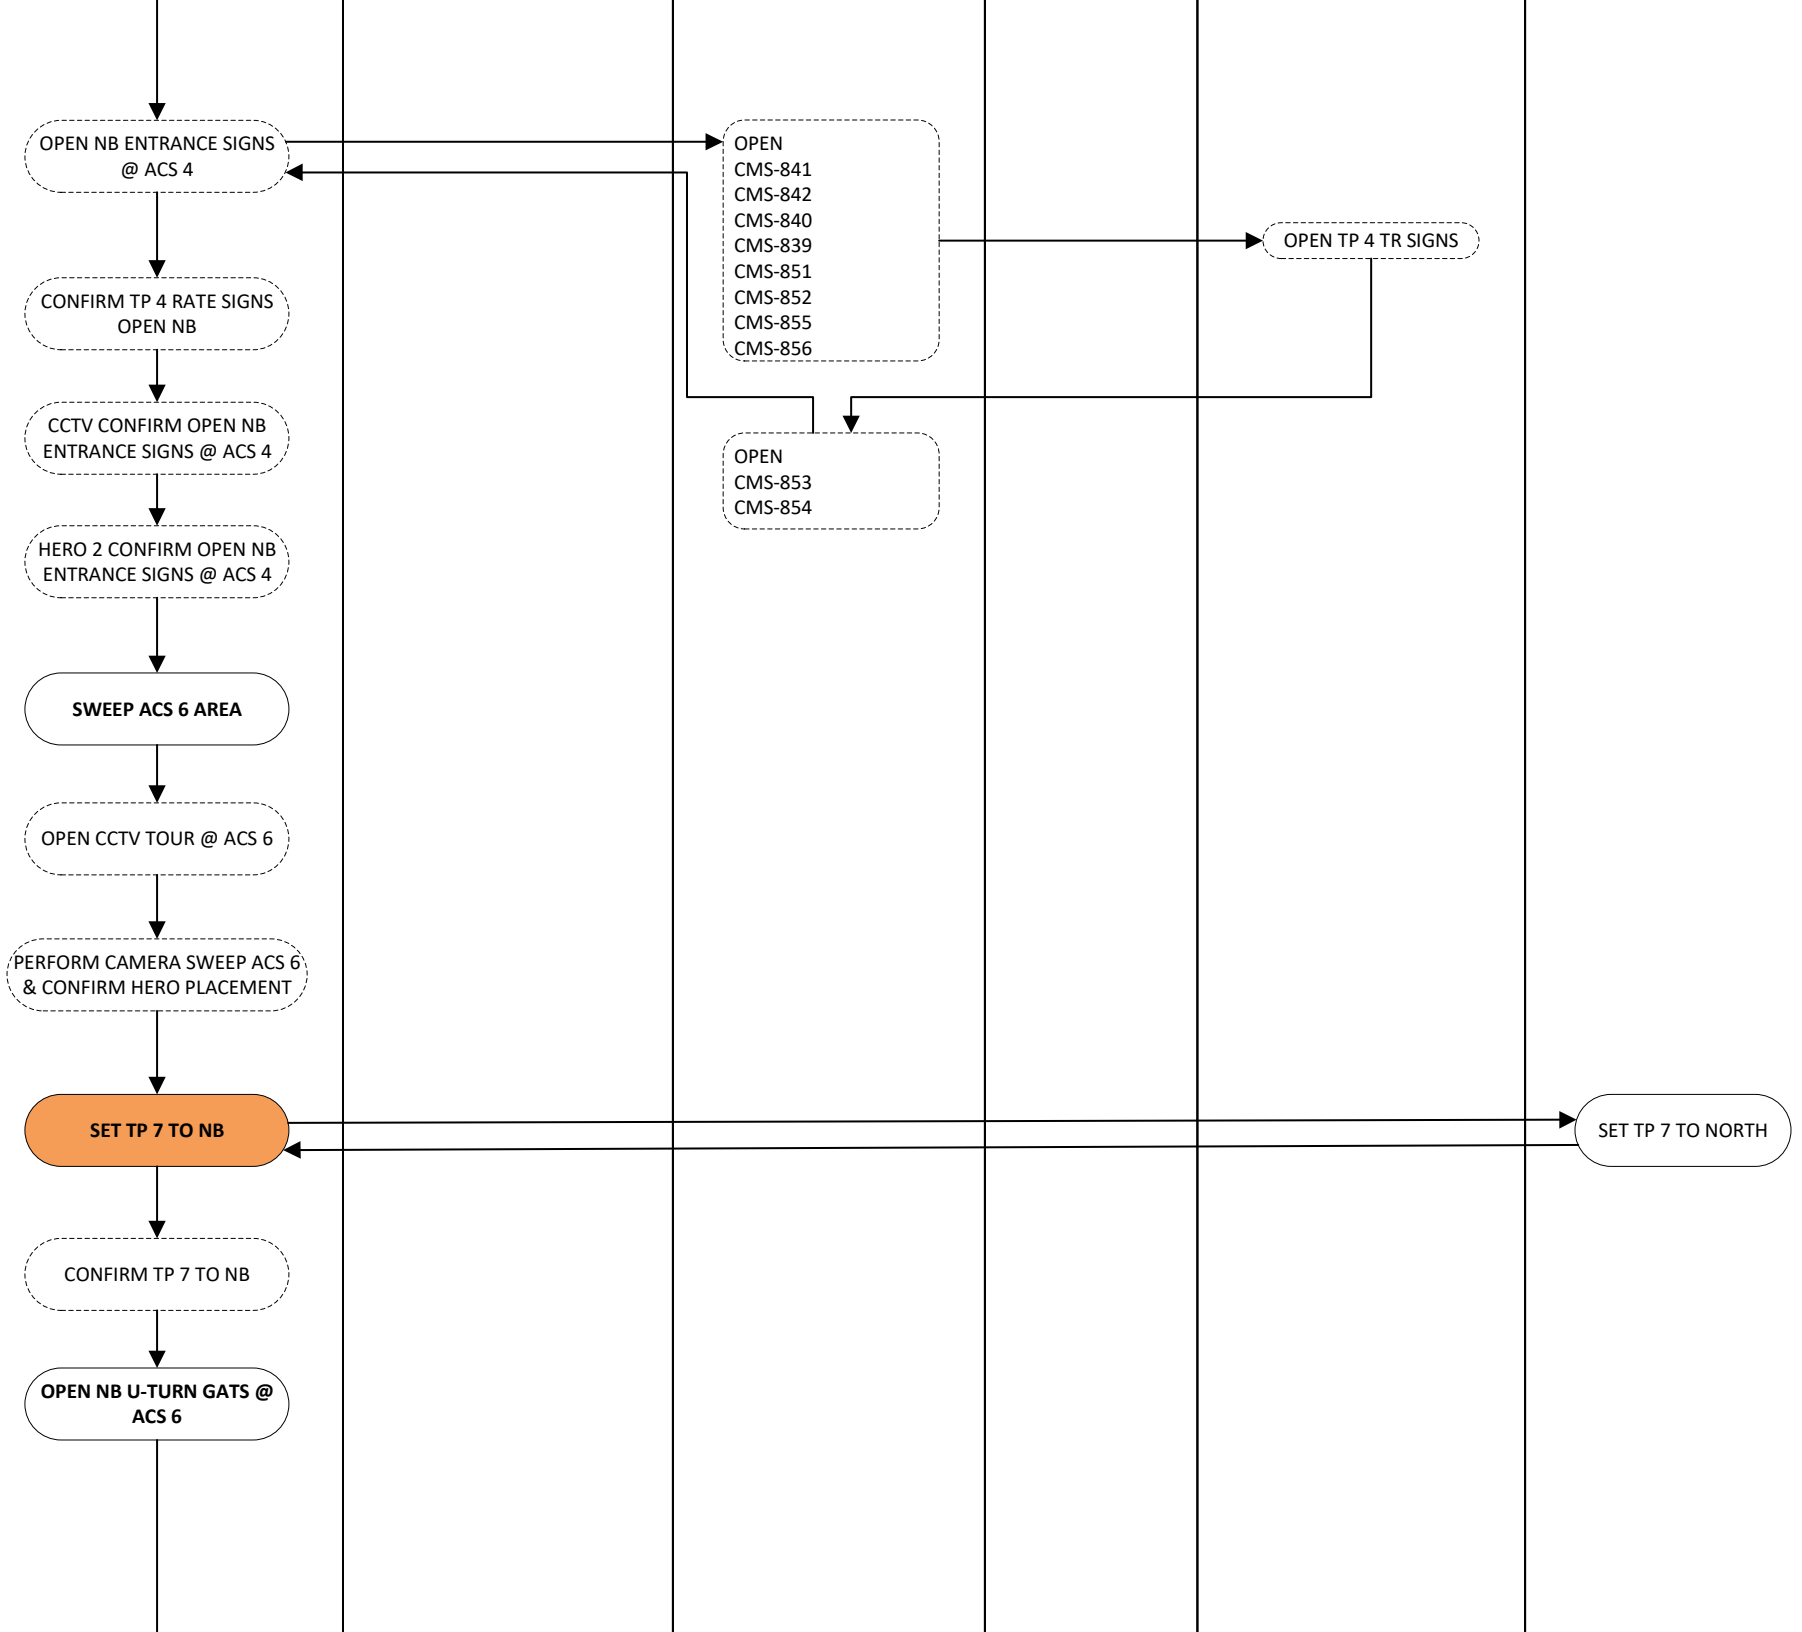 OPEN NB ENTRANCE SIGNS
@ ACS 4
OPEN
CMS-841
CMS-842
CMS-840
CMS-839
CMS-851
CMS-852
CMS-855
CMS-856
OPEN TP 4 TR SIGNS
CONFIRM TP 4 RATE SIGNS
OPEN NB
CCTV CONFIRM OPEN NB
ENTRANCE SIGNS @ ACS 4
OPEN
CMS-853
CMS-854
HERO 2 CONFIRM OPEN NB
ENTRANCE SIGNS @ ACS 4
SWEEP ACS 6 AREA
OPEN CCTV TOUR @ ACS 6
PERFORM CAMERA SWEEP ACS 6
& CONFIRM HERO PLACEMENT
SET TP 7 TO NB
SET TP 7 TO NORTH
CONFIRM TP 7 TO NB
OPEN NB U-TURN GATS @
ACS 6